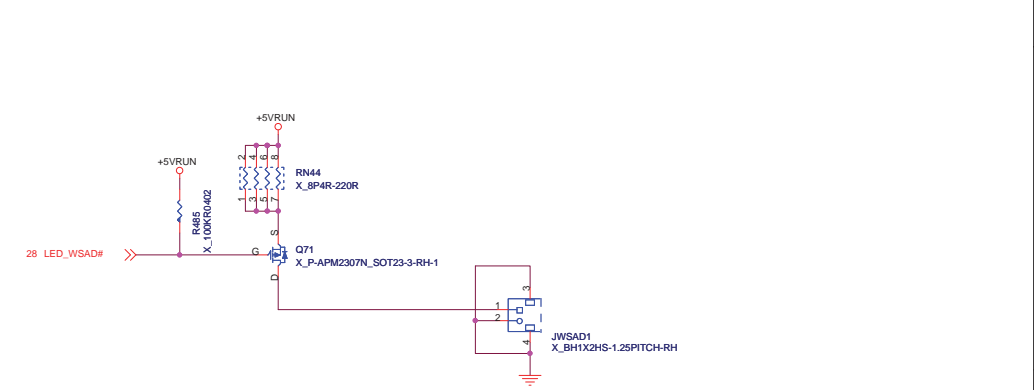 +5VRUN
2 4 6 8
+5VRUN
RN44
X_8P4R-220R
1 3 5 7
R485
X_100KR0402
S
28 LED_WSAD#
G
Q71
X_P-APM2307N_SOT23-3-RH-1
D
3
1
2
4
JWSAD1
X_BH1X2HS-1.25PITCH-RH